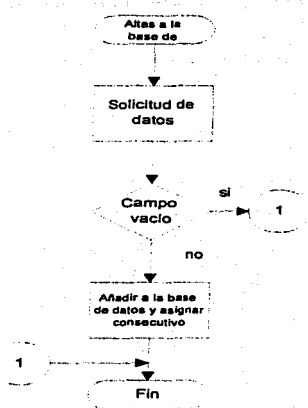 Altas a la
base de
Solicitud de
datos
Campo
vacío
si
1
no
Añadir a la base
de datos y asignar
consecutivo
1
Fin